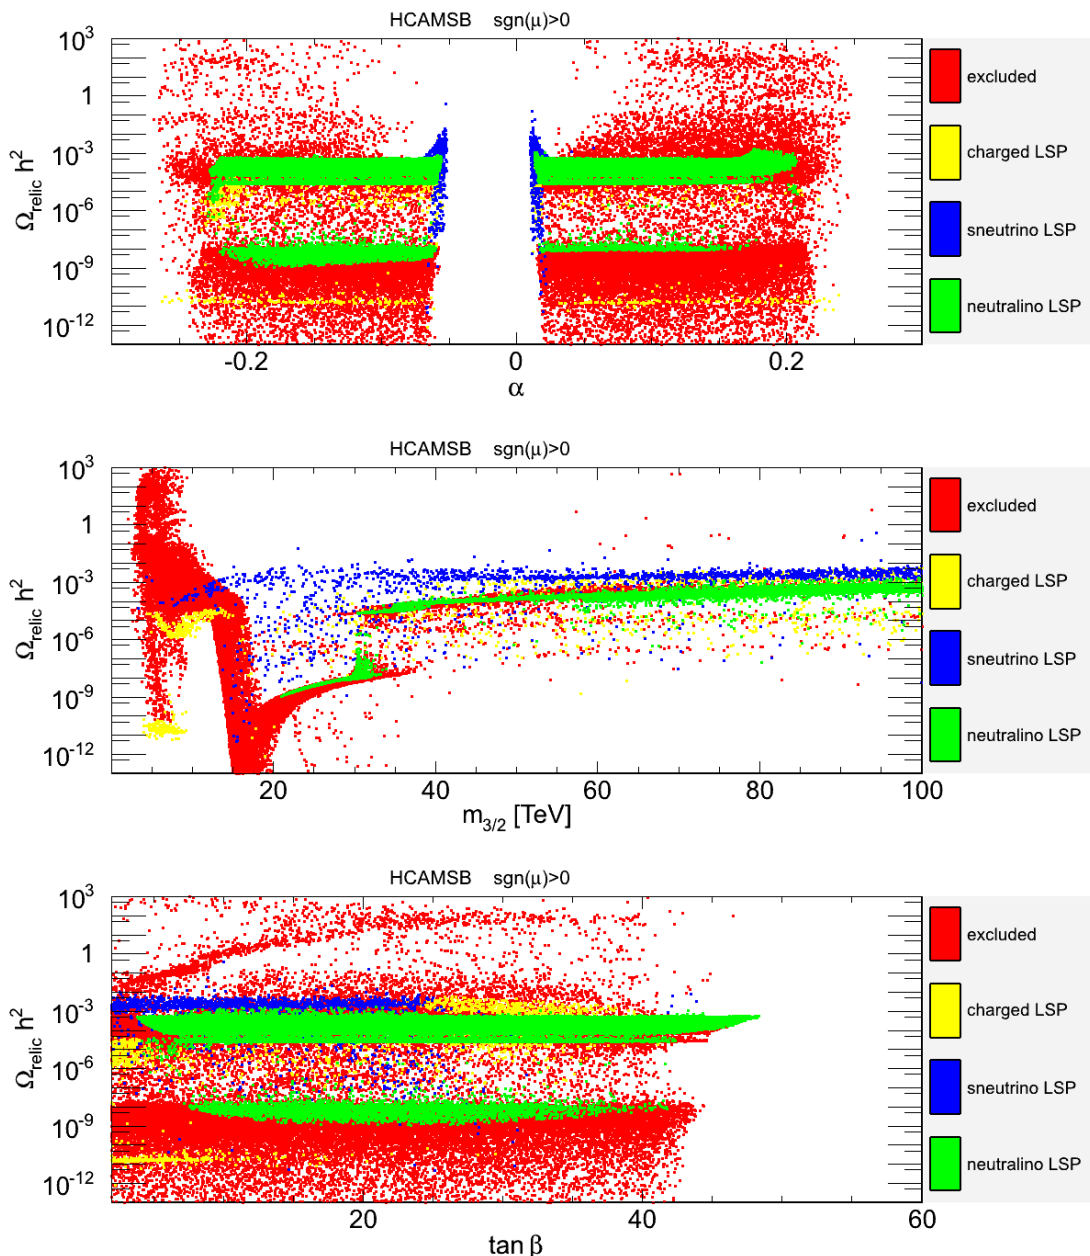 HCAMSB sgn(μ)>0
10³
1
10⁻³
10⁻⁶
10⁻⁹
10⁻¹²
Ω_relic h²
-0.2 0 0.2
α
excluded
charged LSP
sneutrino LSP
neutralino LSP
HCAMSB sgn(μ)>0
10³
1
10⁻³
10⁻⁶
10⁻⁹
10⁻¹²
Ω_relic h²
20 40 60 80 100
m_3/2 [TeV]
excluded
charged LSP
sneutrino LSP
neutralino LSP
HCAMSB sgn(μ)>0
10³
1
10⁻³
10⁻⁶
10⁻⁹
10⁻¹²
Ω_relic h²
20 40 60
tan β
excluded
charged LSP
sneutrino LSP
neutralino LSP